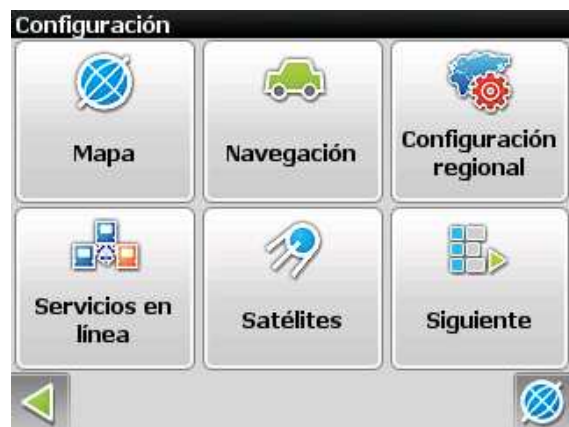 Configuración
Mapa
Navegación
Configuración
regional
Servicios en
línea
Satélites
Siguiente